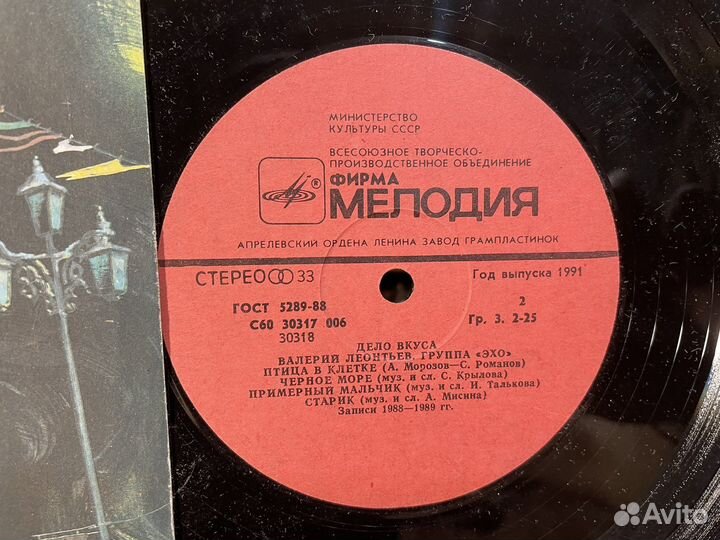 МИНИСТЕРСТВО
КУЛЬТУРЫ СССР
ВСЕСОЮЗНОЕ ТВОРЧЕСКО-
ПРОИЗВОДСТВЕННОЕ ОБЪЕДИНЕНИЕ
®
ФИРМА
МЕЛОДИЯ
АПРЕЛЕВСКИЙ ОРДЕНА ЛЕНИНА ЗАВОД ГРАМПЛАСТИНОК
СТЕРЕО 33
Год выпуска 1991
ГОСТ 5289-88
2
С60 30317 006
Гр. 3. 2-25
30318
ДЕЛО ВКУСА
ВАЛЕРИЙ ЛЕОНТЬЕВ, ГРУППА «ЭХО»
ПТИЦА В КЛЕТКЕ (А. Морозов—С. Романов)
ЧЕРНОЕ МОРЕ (муз. и сл. С. Крылова)
ПРИМЕРНЫЙ МАЛЬЧИК (муз. и сл. И. Талькова)
СТАРИК (муз. и сл. А. Мисина)
Записи 1988—1989 гг.
Avito